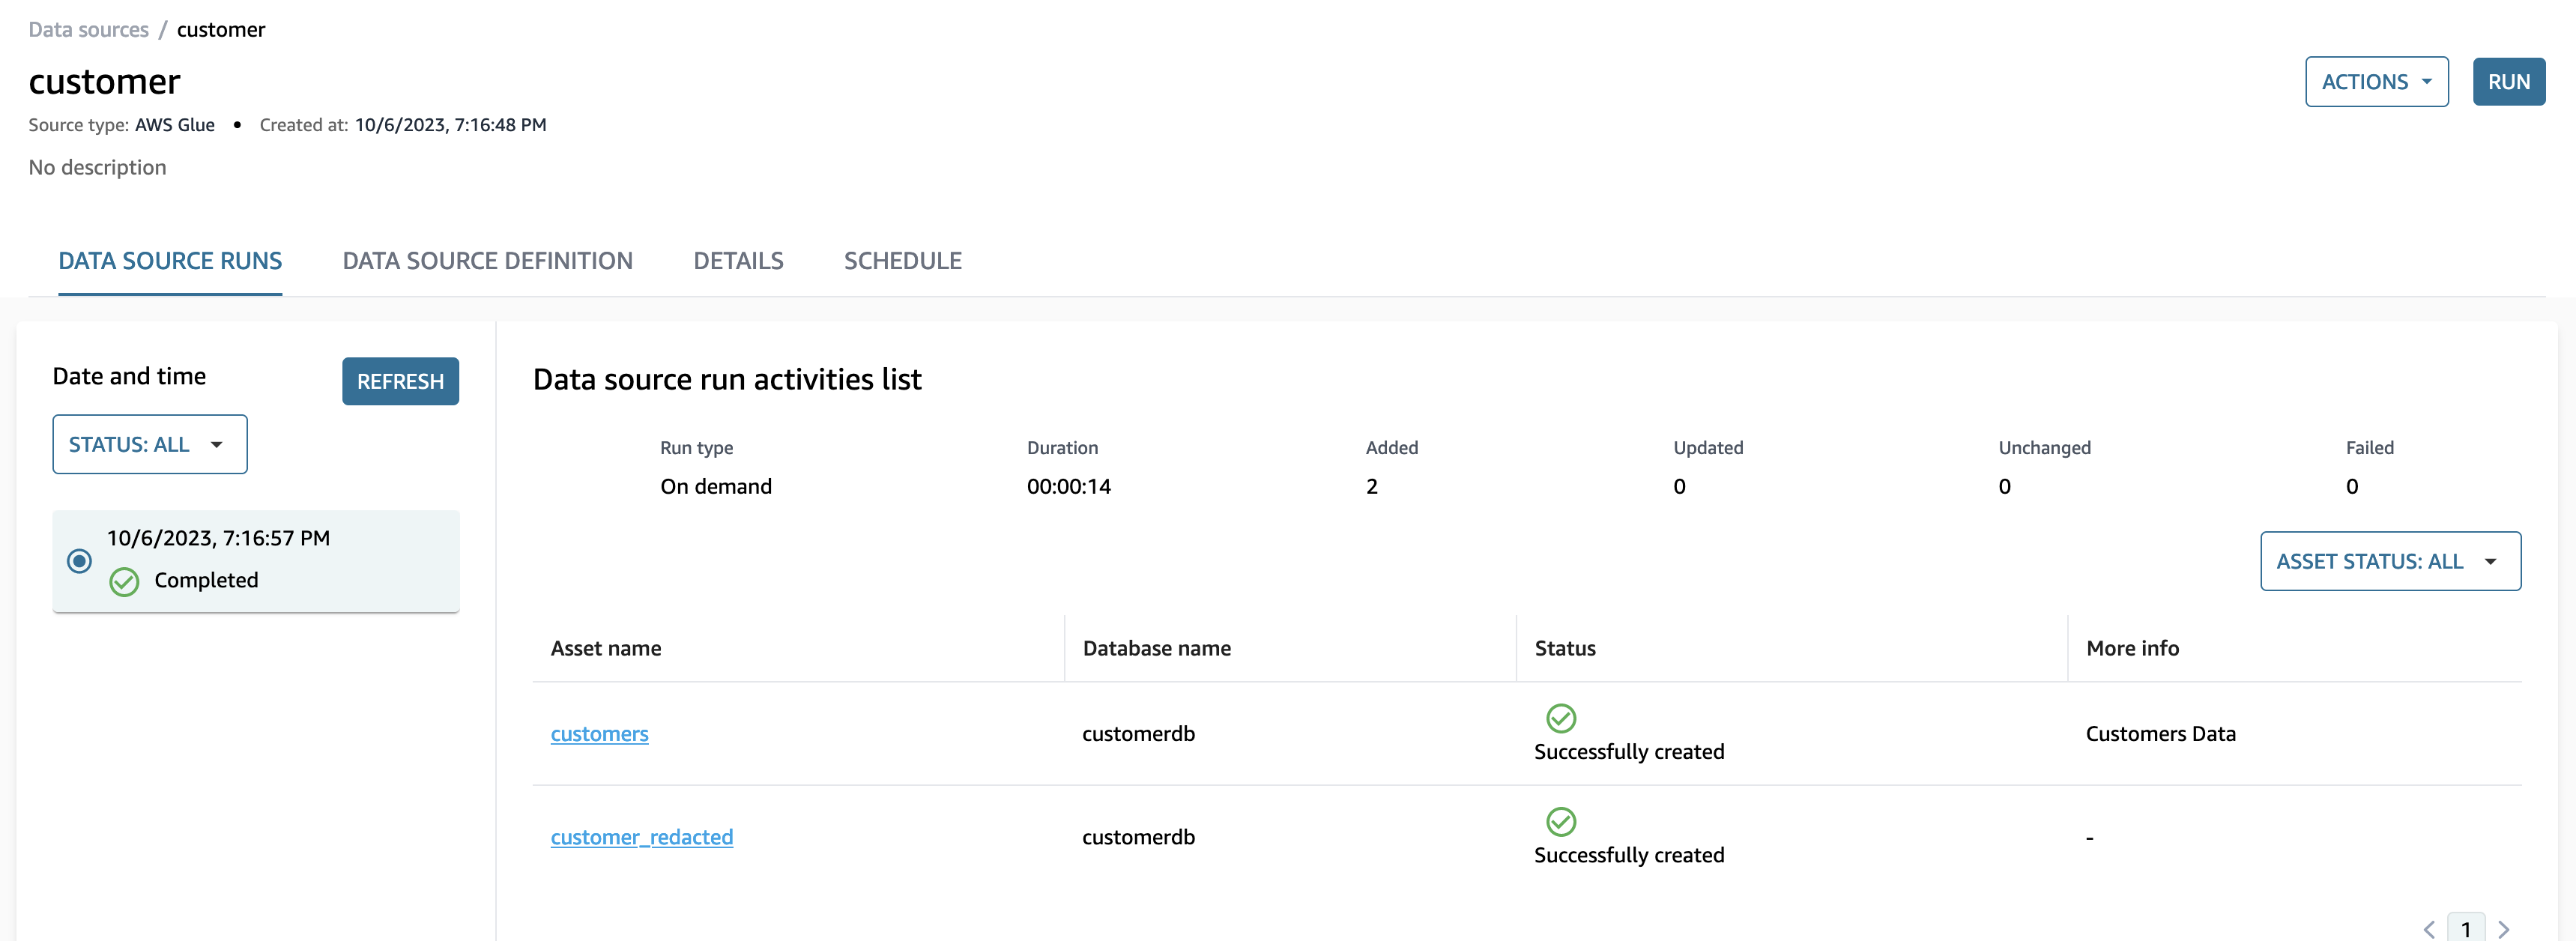 Data sources / customer
customer
ACTIONS
RUN
Source type: AWS Glue • Created at: 10/6/2023, 7:16:48 PM
No description
DATA SOURCE RUNS DATA SOURCE DEFINITION DETAILS SCHEDULE
Date and time
REFRESH
STATUS: ALL
10/6/2023, 7:16:57 PM
Completed
Data source run activities list
Run type Duration Added Updated Unchanged Failed
On demand 00:00:14 2 0 0 0
ASSET STATUS: ALL
Asset name Database name Status More info
customers customerdb Successfully created Customers Data
customer_redacted customerdb Successfully created -
1